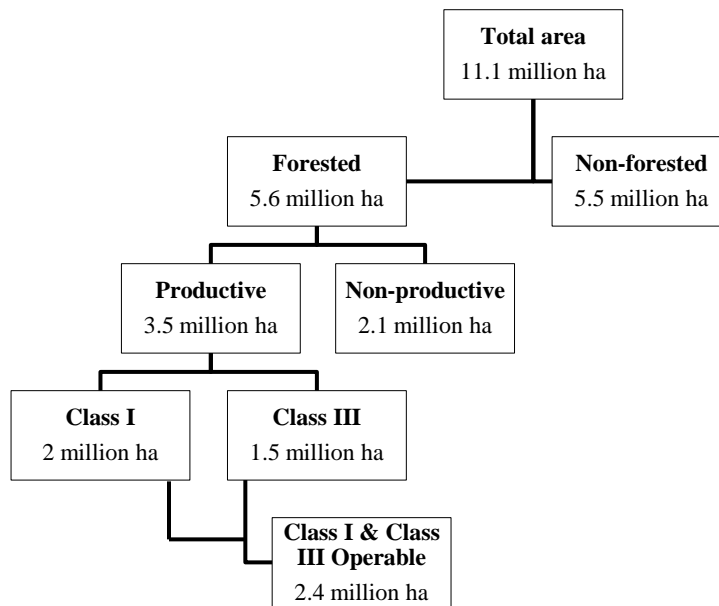 Total area
11.1 million ha
Forested
5.6 million ha
Non-forested
5.5 million ha
Productive
3.5 million ha
Non-productive
2.1 million ha
Class I
2 million ha
Class III
1.5 million ha
Class I & Class
III Operable
2.4 million ha